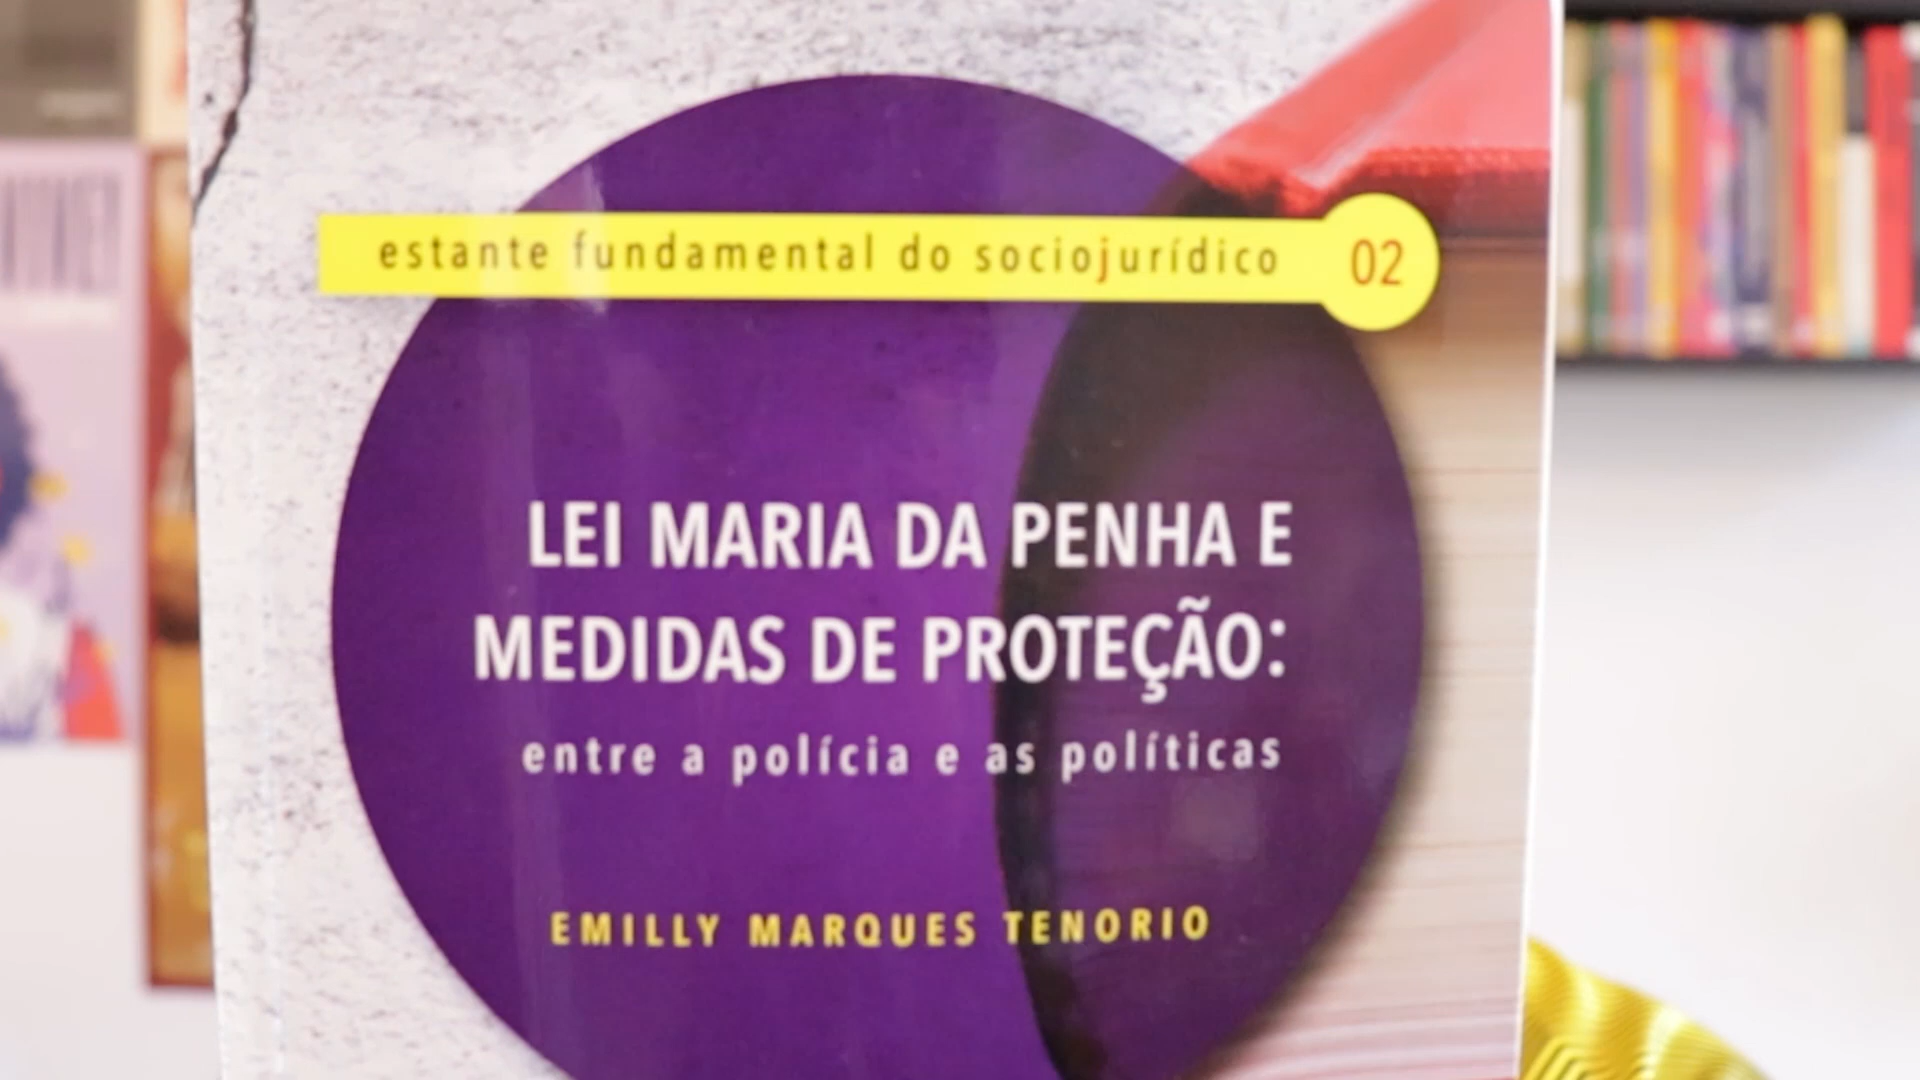 estante fundamental do sociojurídico 02
LEI MARIA DA PENHA E
MEDIDAS DE PROTEÇÃO:
entre a polícia e as políticas
EMILLY MARQUES TENORIO